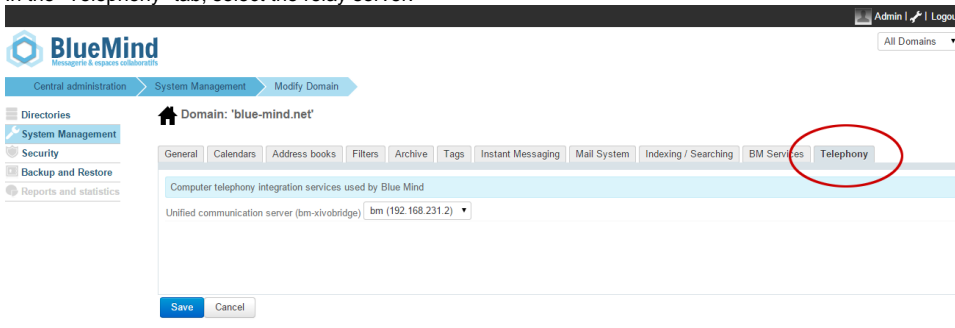 In the "Telephony" tab, select the relay server:
Admin | | Logou
BlueMind
Messagerie & espaces collaboratifs
All Domains
Central administration System Management Modify Domain
Directories
System Management
Security
Backup and Restore
Reports and statistics
Domain: 'blue-mind.net'
General Calendars Address books Filters Archive Tags Instant Messaging Mail System Indexing / Searching BM Services Telephony
Computer telephony integration services used by Blue Mind
Unified communication server (bm-xivobridge) bm (192.168.231.2)
Save Cancel